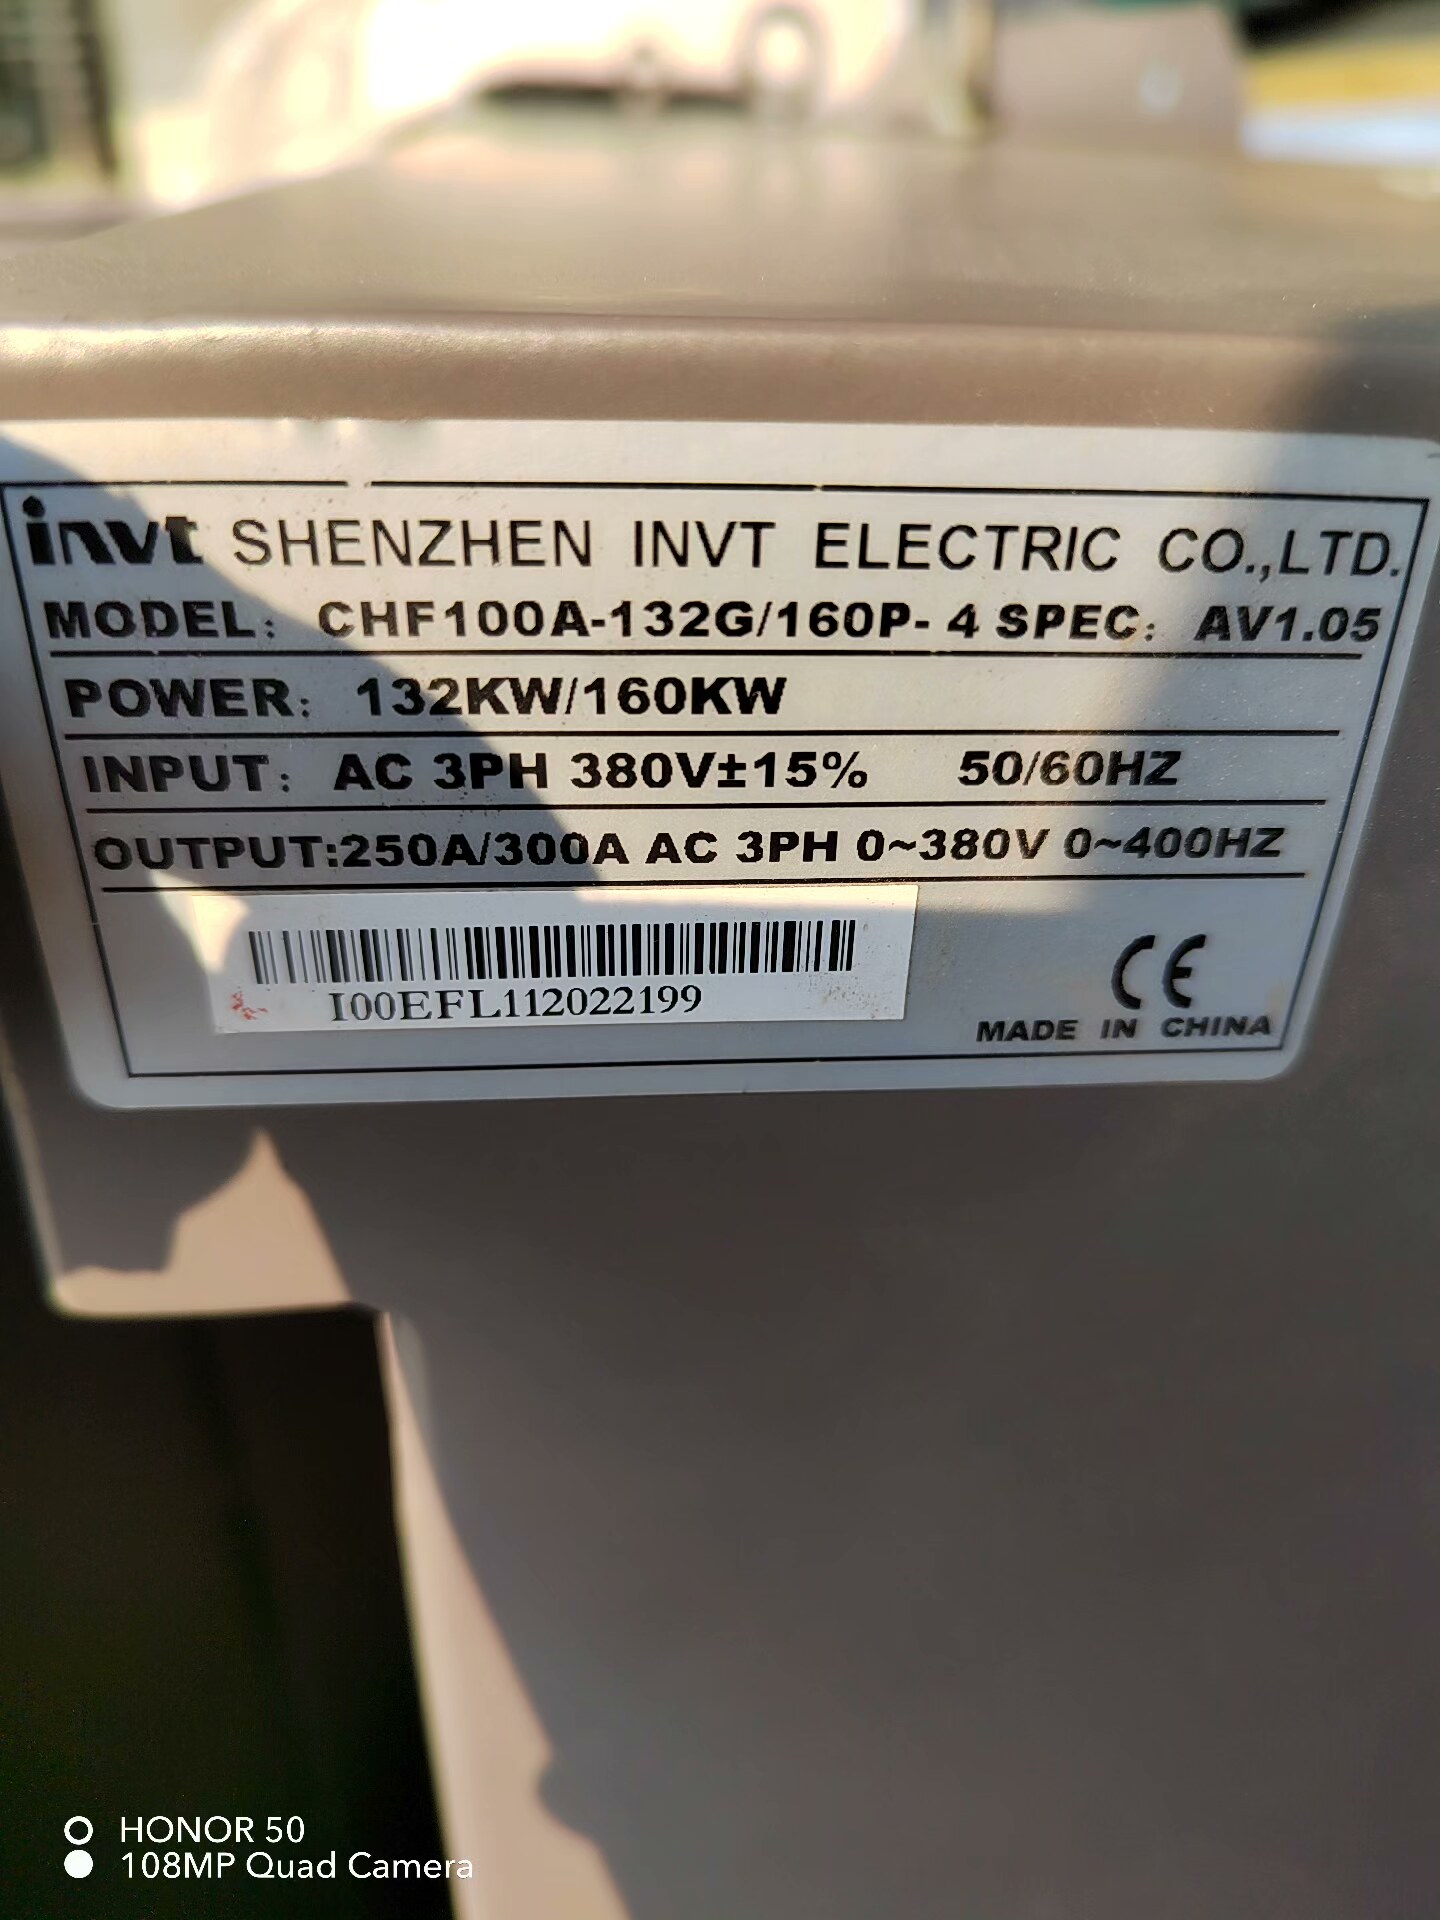 invt SHENZHEN INVT ELECTRIC CO.,LTD.
MODEL: CHF100A-132G/160P- 4 SPEC: AV1.05
POWER: 132KW/160KW
INPUT: AC 3PH 380V±15% 50/60HZ
OUTPUT:250A/300A AC 3PH 0~380V 0~400HZ
I00EFL112022199
CE
MADE IN CHINA
HONOR 50
108MP Quad Camera